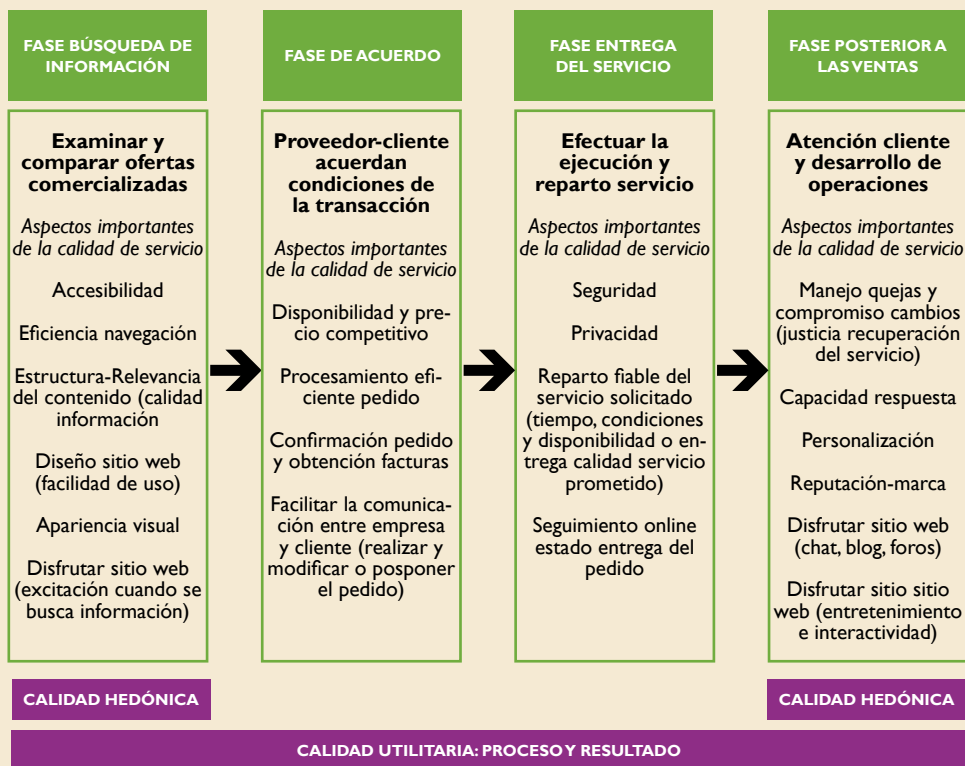 FASE BÚSQUEDA DE
INFORMACIÓN
Examinar y
comparar ofertas
comercializadas
Aspectos importantes
de la calidad de servicio
Accesibilidad
Eficiencia navegación
Estructura-Relevancia
del contenido (calidad
información
Diseño sitio web
(facilidad de uso)
Apariencia visual
Disfrutar sitio web
(excitación cuando se
busca información)
CALIDAD HEDÓNICA
FASE DE ACUERDO
Proveedor-cliente
acuerdan
condiciones de
la transacción
Aspectos importantes
de la calidad de servicio
Disponibilidad y pre-
cio competitivo
Procesamiento efi-
ciente pedido
Confirmación pedido
y obtención facturas
Facilitar la comunica-
ción entre empresa
y cliente (realizar y
modificar o posponer
el pedido)
FASE ENTREGA
DEL SERVICIO
Efectuar la
ejecución y
reparto servicio
Aspectos importantes
de la calidad de servicio
Seguridad
Privacidad
Reparto fiable del
servicio solicitado
(tiempo, condiciones
y disponibilidad o en-
trega calidad servicio
prometido)
Seguimiento online
estado entrega del
pedido
FASE POSTERIOR A
LAS VENTAS
Atención cliente
y desarrollo de
operaciones
Aspectos importantes
de la calidad de servicio
Manejo quejas y
compromiso cambios
(justicia recuperación
del servicio)
Capacidad respuesta
Personalización
Reputación-marca
Disfrutar sitio web
(chat, blog, foros)
Disfrutar sitio sitio
web (entretenimiento
e interactividad)
CALIDAD HEDÓNICA
CALIDAD UTILITARIA: PROCESO Y RESULTADO